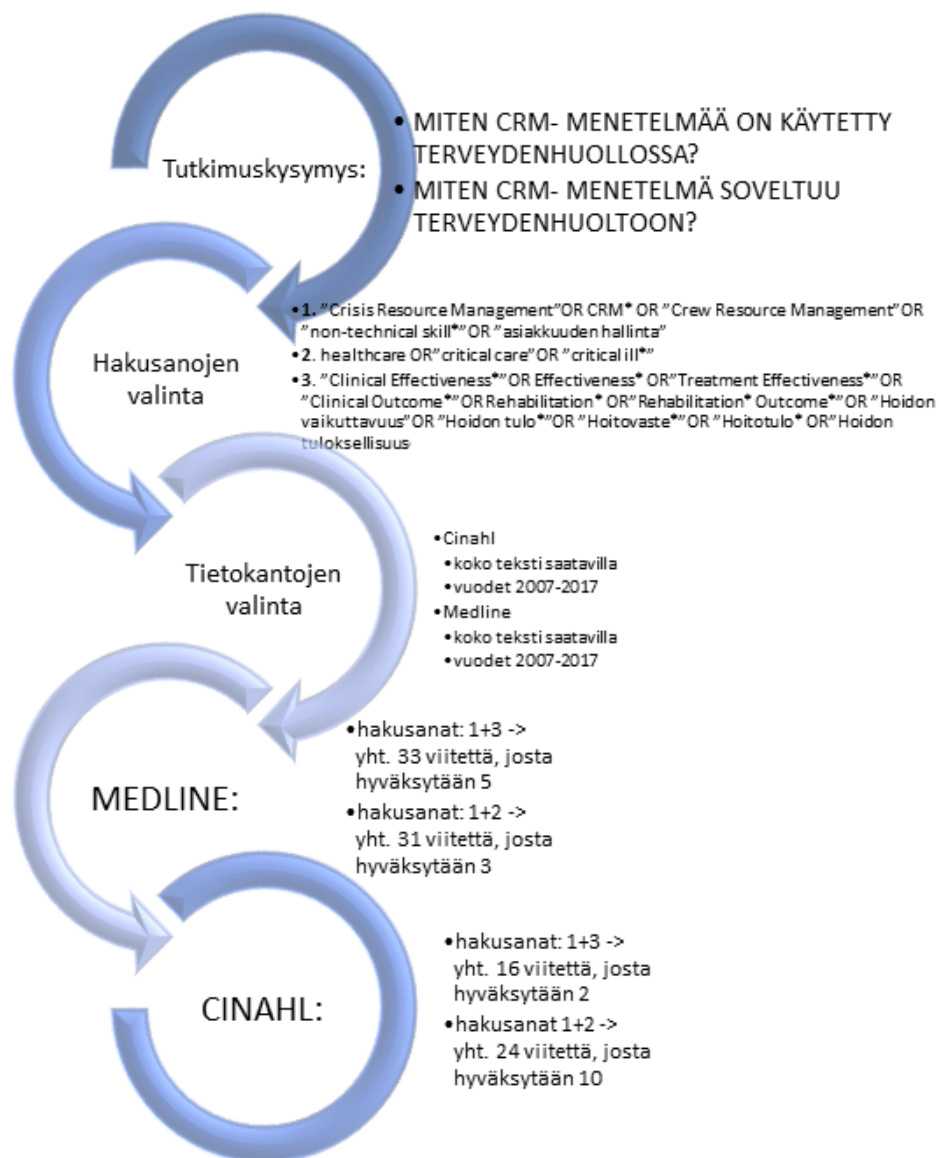 Tutkimuskysymys:
• MITEN CRM- MENETELMÄÄ ON KÄYTETTY
TERVEYDENHUOLLOSSA?
• MITEN CRM- MENETELMÄ SOVELTUU
TERVEYDENHUOLTOON?
Hakusanojen
valinta
•1. ”Crisis Resource Management”OR CRM* OR ”Crew Resource Management”OR
”non-technical skill*”OR ”asiakkuuden hallinta”
•2. healthcare OR”critical care”OR ”critical ill*”
•3. ”Clinical Effectiveness*”OR Effectiveness* OR”Treatment Effectiveness*”OR
”Clinical Outcome*”OR Rehabilitation* OR”Rehabilitation* Outcome*”OR ”Hoidon
vaikuttavuus”OR ”Hoidon tulo*”OR ”Hoitovaste*”OR ”Hoitotulo* OR ”Hoidon
tuloksellisuus
Tietokantojen
valinta
•Cinahl
•koko teksti saatavilla
•vuodet 2007-2017
•Medline
•koko teksti saatavilla
•vuodet 2007-2017
MEDLINE:
•hakusanat: 1+3 ->
yht. 33 viitettä, josta
hyväksytään 5
•hakusanat: 1+2 ->
yht. 31 viitettä, josta
hyväksytään 3
CINAHL:
•hakusanat: 1+3 ->
yht. 16 viitettä, josta
hyväksytään 2
•hakusanat 1+2 ->
yht. 24 viitettä, josta
hyväksytään 10